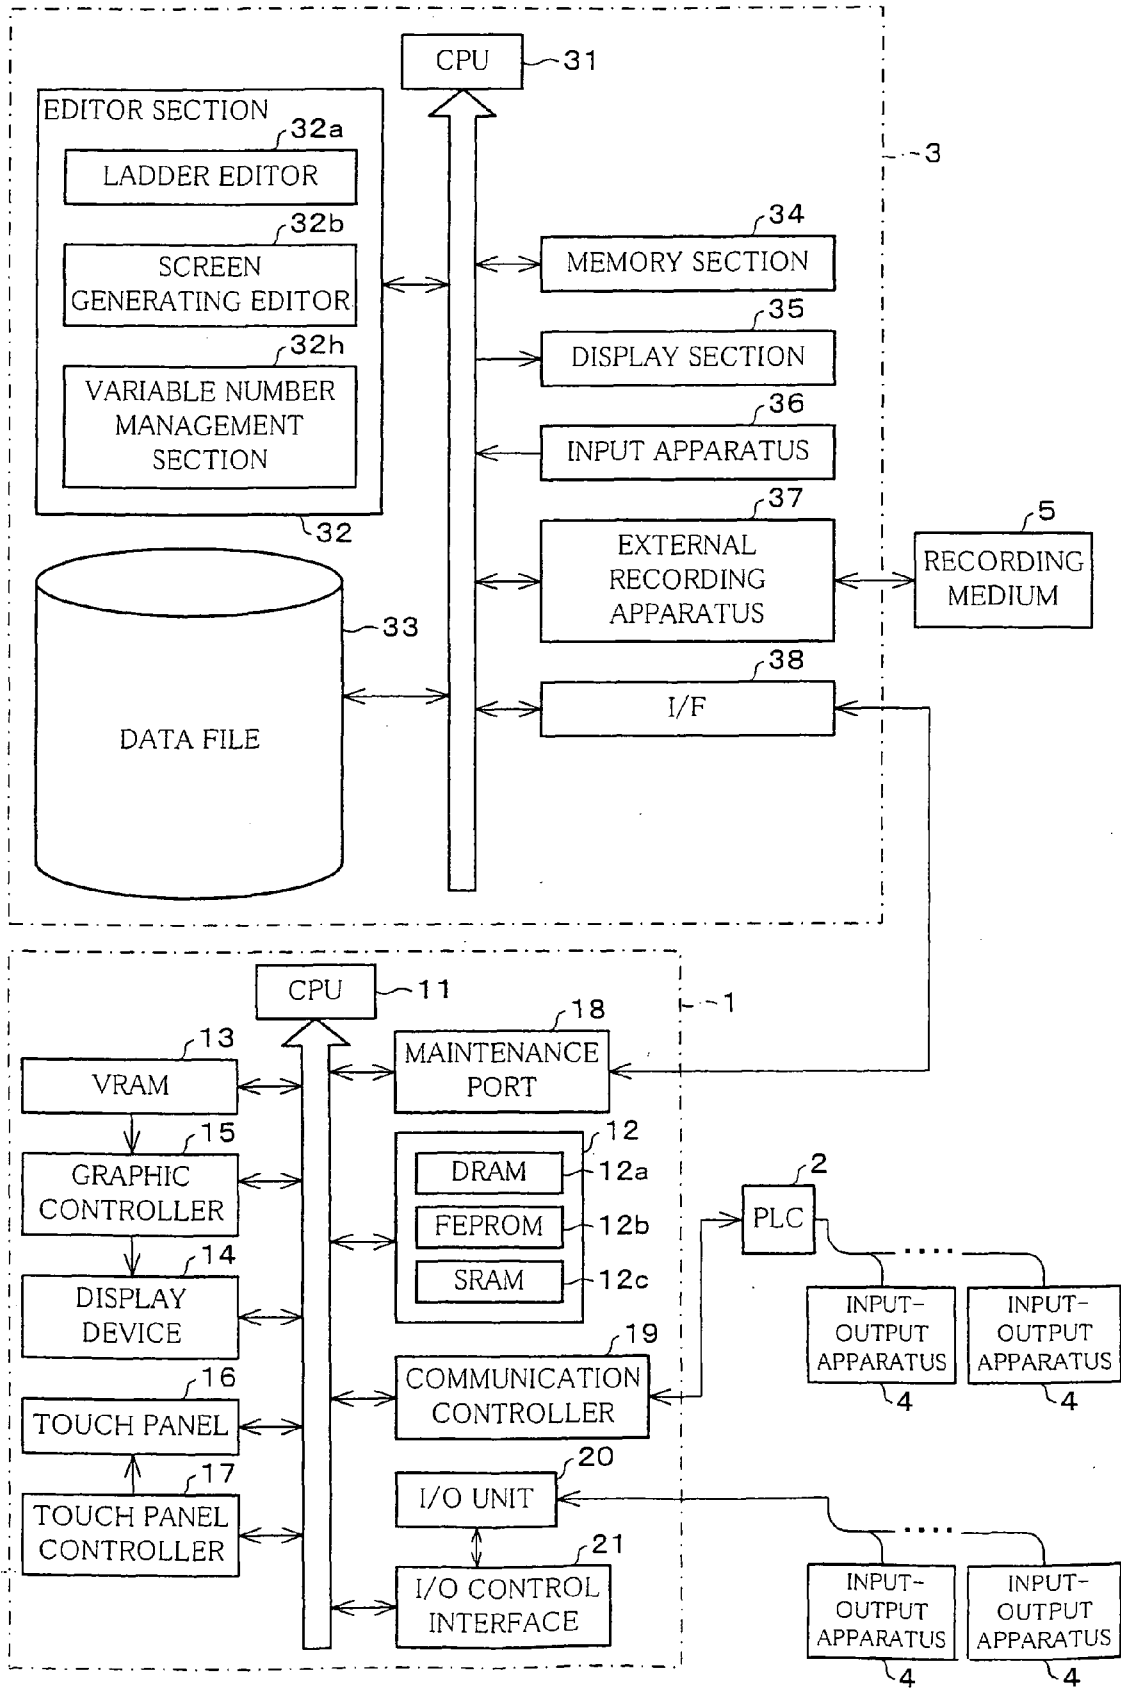 CPU
31
EDITOR SECTION
32a
LADDER EDITOR
32b
SCREEN
GENERATING EDITOR
32h
VARIABLE NUMBER
MANAGEMENT
SECTION
32
3
34
MEMORY SECTION
35
DISPLAY SECTION
36
INPUT APPARATUS
37
EXTERNAL
RECORDING
APPARATUS
5
RECORDING
MEDIUM
33
DATA FILE
38
I/F
CPU
11
1
13
VRAM
15
GRAPHIC
CONTROLLER
14
DISPLAY
DEVICE
16
TOUCH PANEL
17
TOUCH PANEL
CONTROLLER
18
MAINTENANCE
PORT
12
DRAM
12a
FEPROM
12b
SRAM
12c
19
COMMUNICATION
CONTROLLER
20
I/O UNIT
21
I/O CONTROL
INTERFACE
2
PLC
INPUT-
OUTPUT
APPARATUS
4
INPUT-
OUTPUT
APPARATUS
4
INPUT-
OUTPUT
APPARATUS
4
INPUT-
OUTPUT
APPARATUS
4